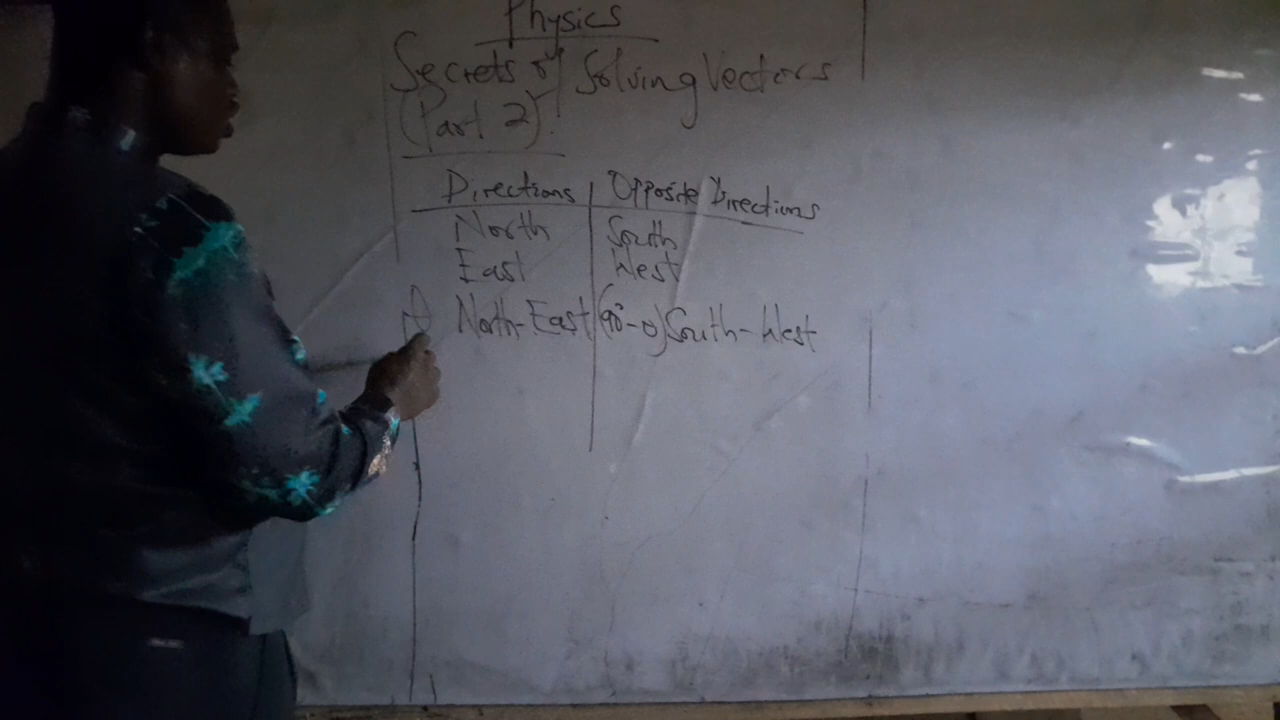 Physics
Secrets of Solving Vectors
(Part 2).
Directions | Opposite Directions
North | South
East | West
θ North-East | (90°-θ) South-West